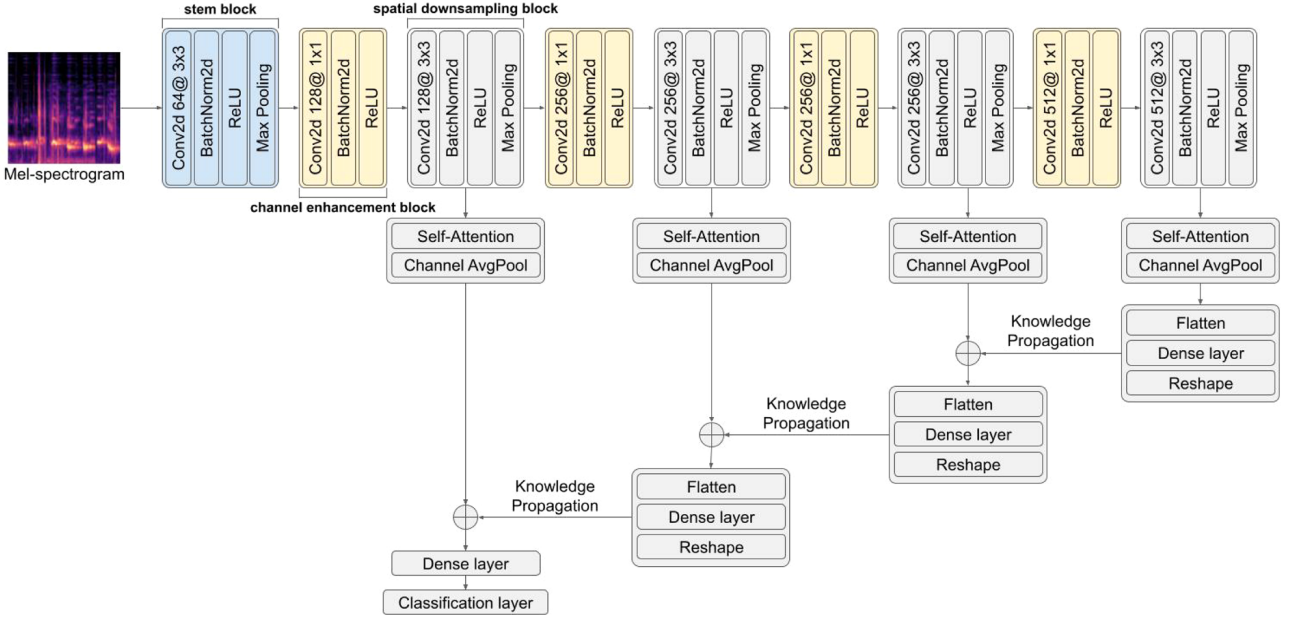 stem block
spatial downsampling block
Mel-spectrogram
Conv2d 64@ 3x3
BatchNorm2d
ReLU
Max Pooling
Conv2d 128@ 1x1
BatchNorm2d
ReLU
Conv2d 128@ 3x3
BatchNorm2d
ReLU
Max Pooling
Conv2d 256@ 1x1
BatchNorm2d
ReLU
Conv2d 256@ 3x3
BatchNorm2d
ReLU
Max Pooling
Conv2d 256@ 1x1
BatchNorm2d
ReLU
Conv2d 256@ 3x3
BatchNorm2d
ReLU
Max Pooling
Conv2d 512@ 1x1
BatchNorm2d
ReLU
Conv2d 512@ 3x3
BatchNorm2d
ReLU
Max Pooling
channel enhancement block
Self-Attention
Channel AvgPool
Self-Attention
Channel AvgPool
Self-Attention
Channel AvgPool
Self-Attention
Channel AvgPool
Knowledge
Propagation
Flatten
Dense layer
Reshape
Knowledge
Propagation
Flatten
Dense layer
Reshape
Knowledge
Propagation
Flatten
Dense layer
Reshape
Dense layer
Classification layer